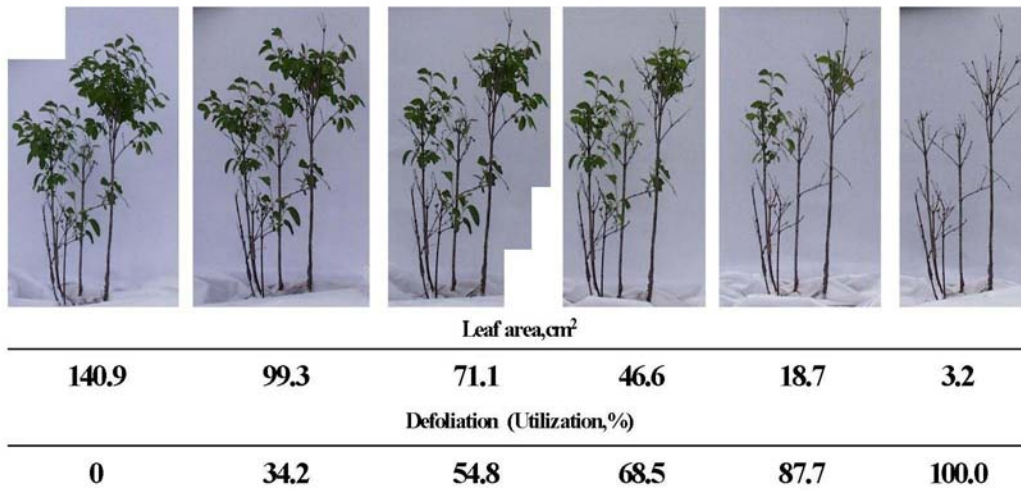 Leaf area,cm²
140.9 99.3 71.1 46.6 18.7 3.2
Defoliation (Utilization,%)
0 34.2 54.8 68.5 87.7 100.0